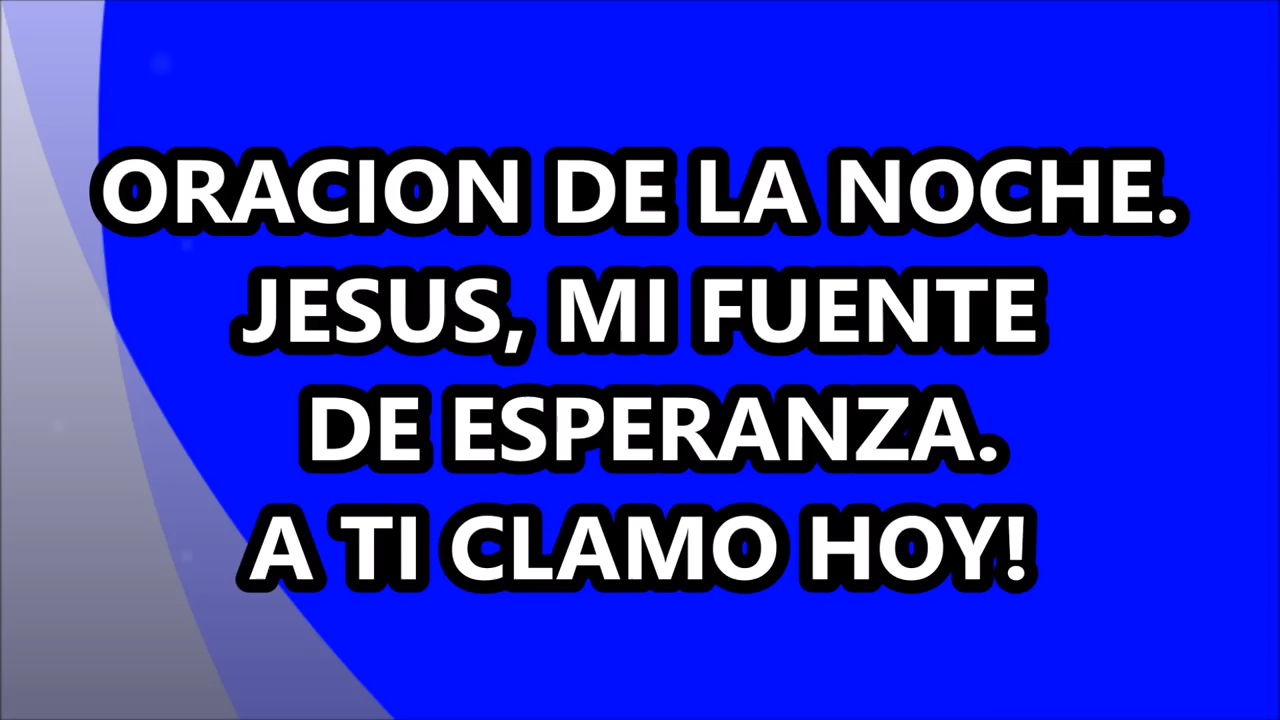 ORACION DE LA NOCHE.
JESUS, MI FUENTE
DE ESPERANZA.
A TI CLAMO HOY!